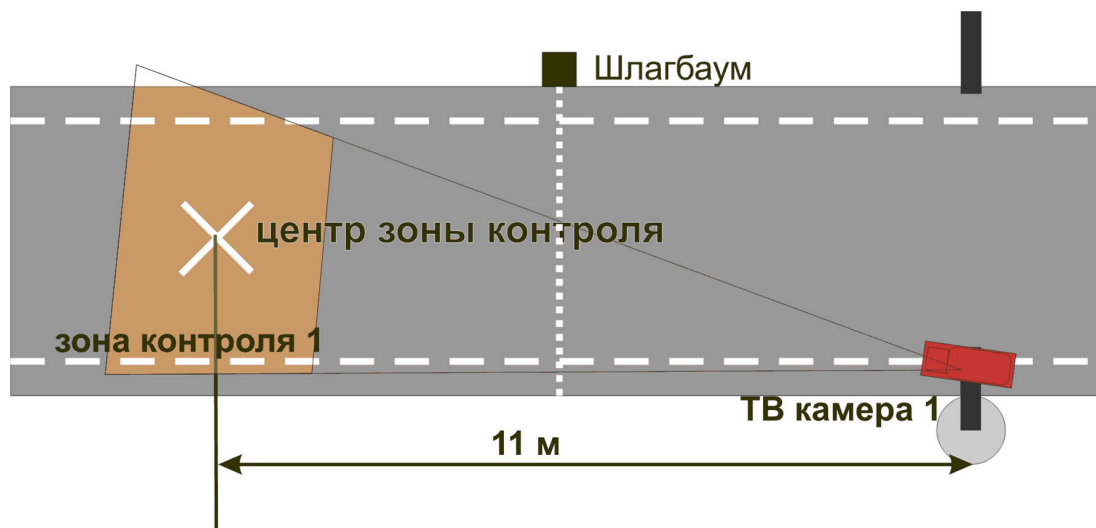 Шлагбаум
центр зоны контроля
зона контроля 1
ТВ камера 1
11 м